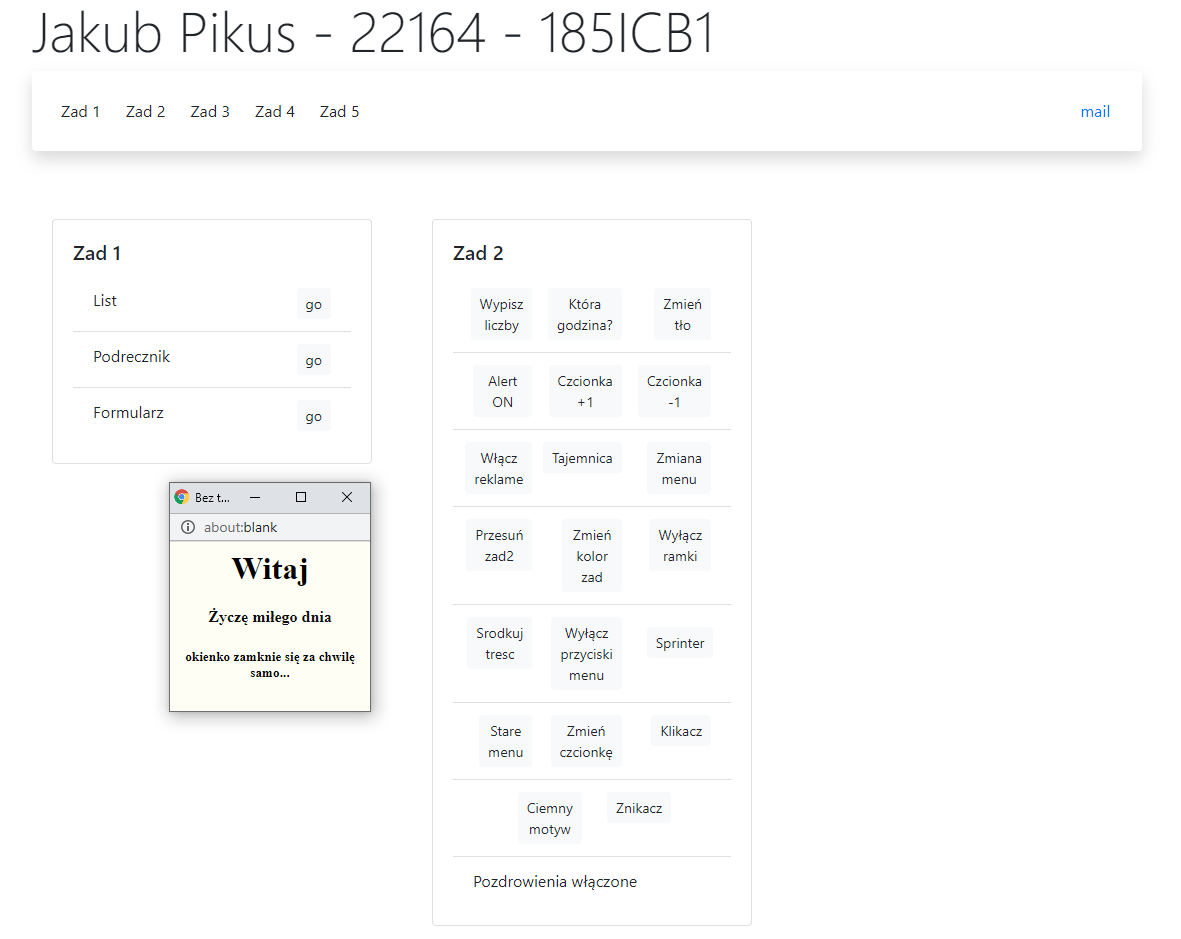 Jakub Pikus - 22164 - 185ICB1
Zad 1 Zad 2 Zad 3 Zad 4 Zad 5 mail
Zad 1
List go
Podrecznik go
Formularz go
Bez t...
about:blank
Witaj
Życzę miłego dnia
okienko zamknie się za chwilę
samo...
Zad 2
Wypisz
liczby
Która
godzina?
Zmień
tło
Alert
ON
Czcionka
+1
Czcionka
-1
Włącz
reklame
Tajemnica
Zmiana
menu
Przesuń
zad2
Zmień
kolor
zad
Wyłącz
ramki
Srodkuj
tresc
Wyłącz
przyciski
menu
Sprinter
Stare
menu
Zmień
czcionkę
Klikacz
Ciemny
motyw
Znikacz
Pozdrowienia włączone